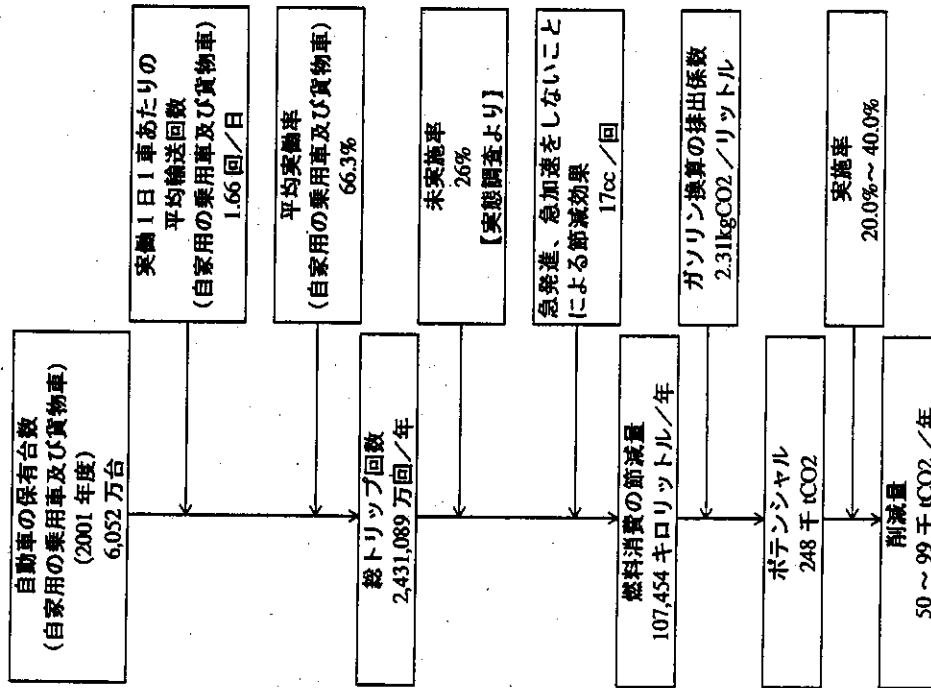 自動車の保有台数
(自家用の乗用車及び貨物車)
(2001 年度)
6,052 万台
実働1日1車あたりの
平均輸送回数
(自家用の乗用車及び貨物車)
1.66 回/日
平均実働率
(自家用の乗用車及び貨物車)
66.3%
総トリップ回数
2,431,089 万回/年
未実施率
26%
【実態調査より】
急発進、急加速をしないこと
による節減効果
17cc/回
燃料消費の節減量
107,454 キロリットル/年
ガソリン換算の排出係数
2.31kgCO2/リットル
ポテンシャル
248 千 tCO2
実施率
20.0%~ 40.0%
削減量
50 ~ 99 千 tCO2/年